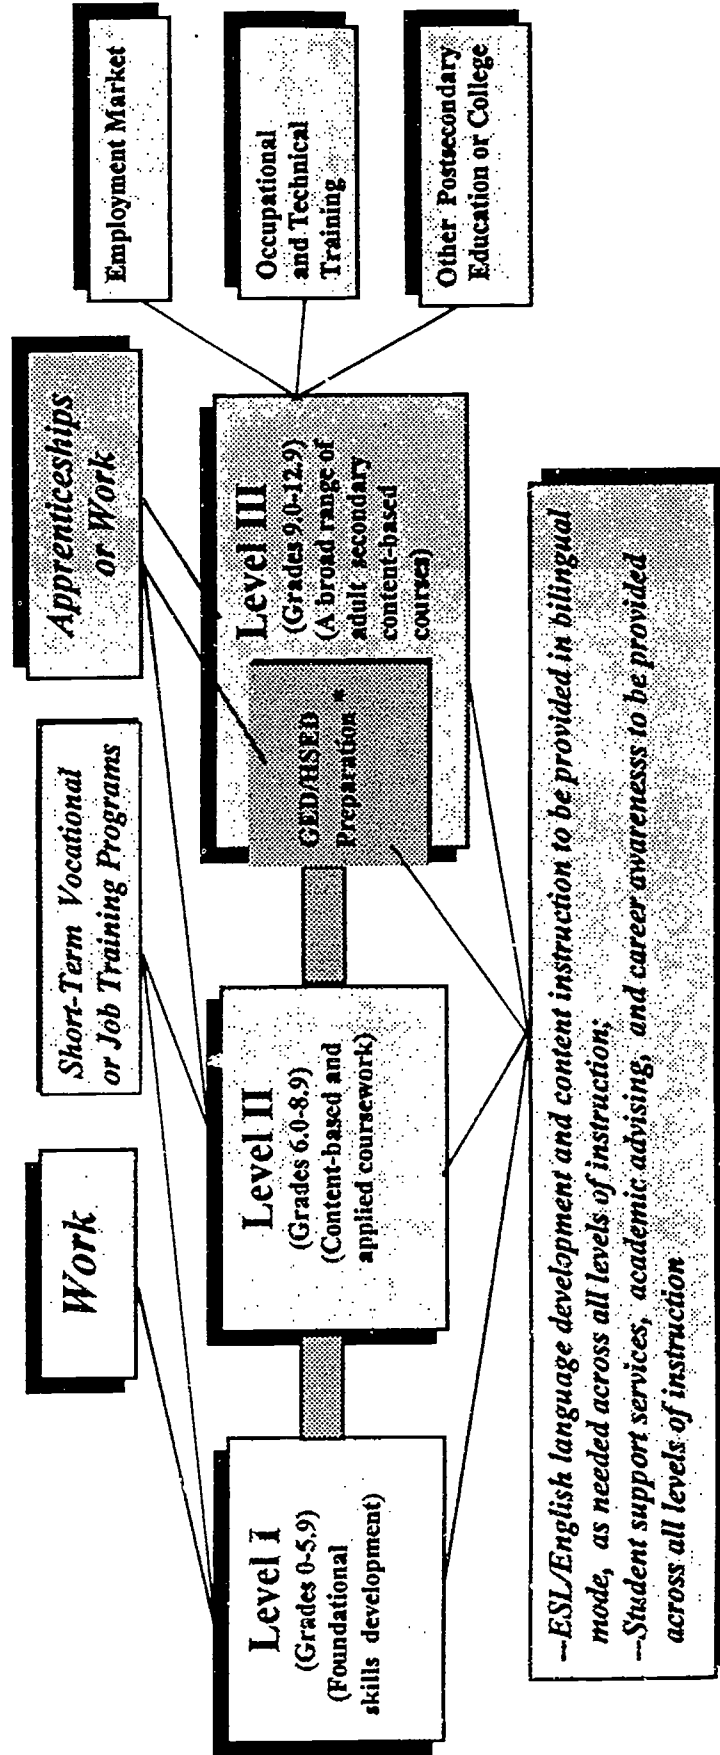 Work
Short-Term Vocational
or Job Training Programs
Apprenticeships
or Work
Employment Market
Occupational
and Technical
Training
Other Postsecondary
Education or College
Level I
(Grades 0-5.9)
(Foundational
skills development)
Level II
(Grades 6.0-8.9)
(Content-based and
applied coursework)
GED/HSED
Preparation *
Level III
(Grades 9.0-12.9)
(A broad range of
adult secondary
content-based
courses)
—ESL/English language development and content instruction to be provided in bilingual
mode, as needed across all levels of instruction;
—Student support services, academic advising, and career awarenesss to be provided
across all levels of instruction